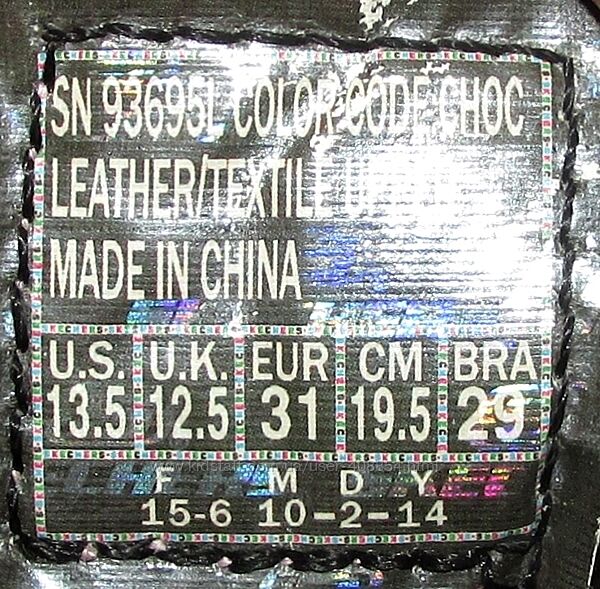 SN 93695L COLOR CODE CHOC
LEATHER/TEXTILE
MADE IN CHINA
U.S. U.K. EUR CM BRA
13.5 12.5 31 19.5 29
F M D Y
15-6 10-2-14